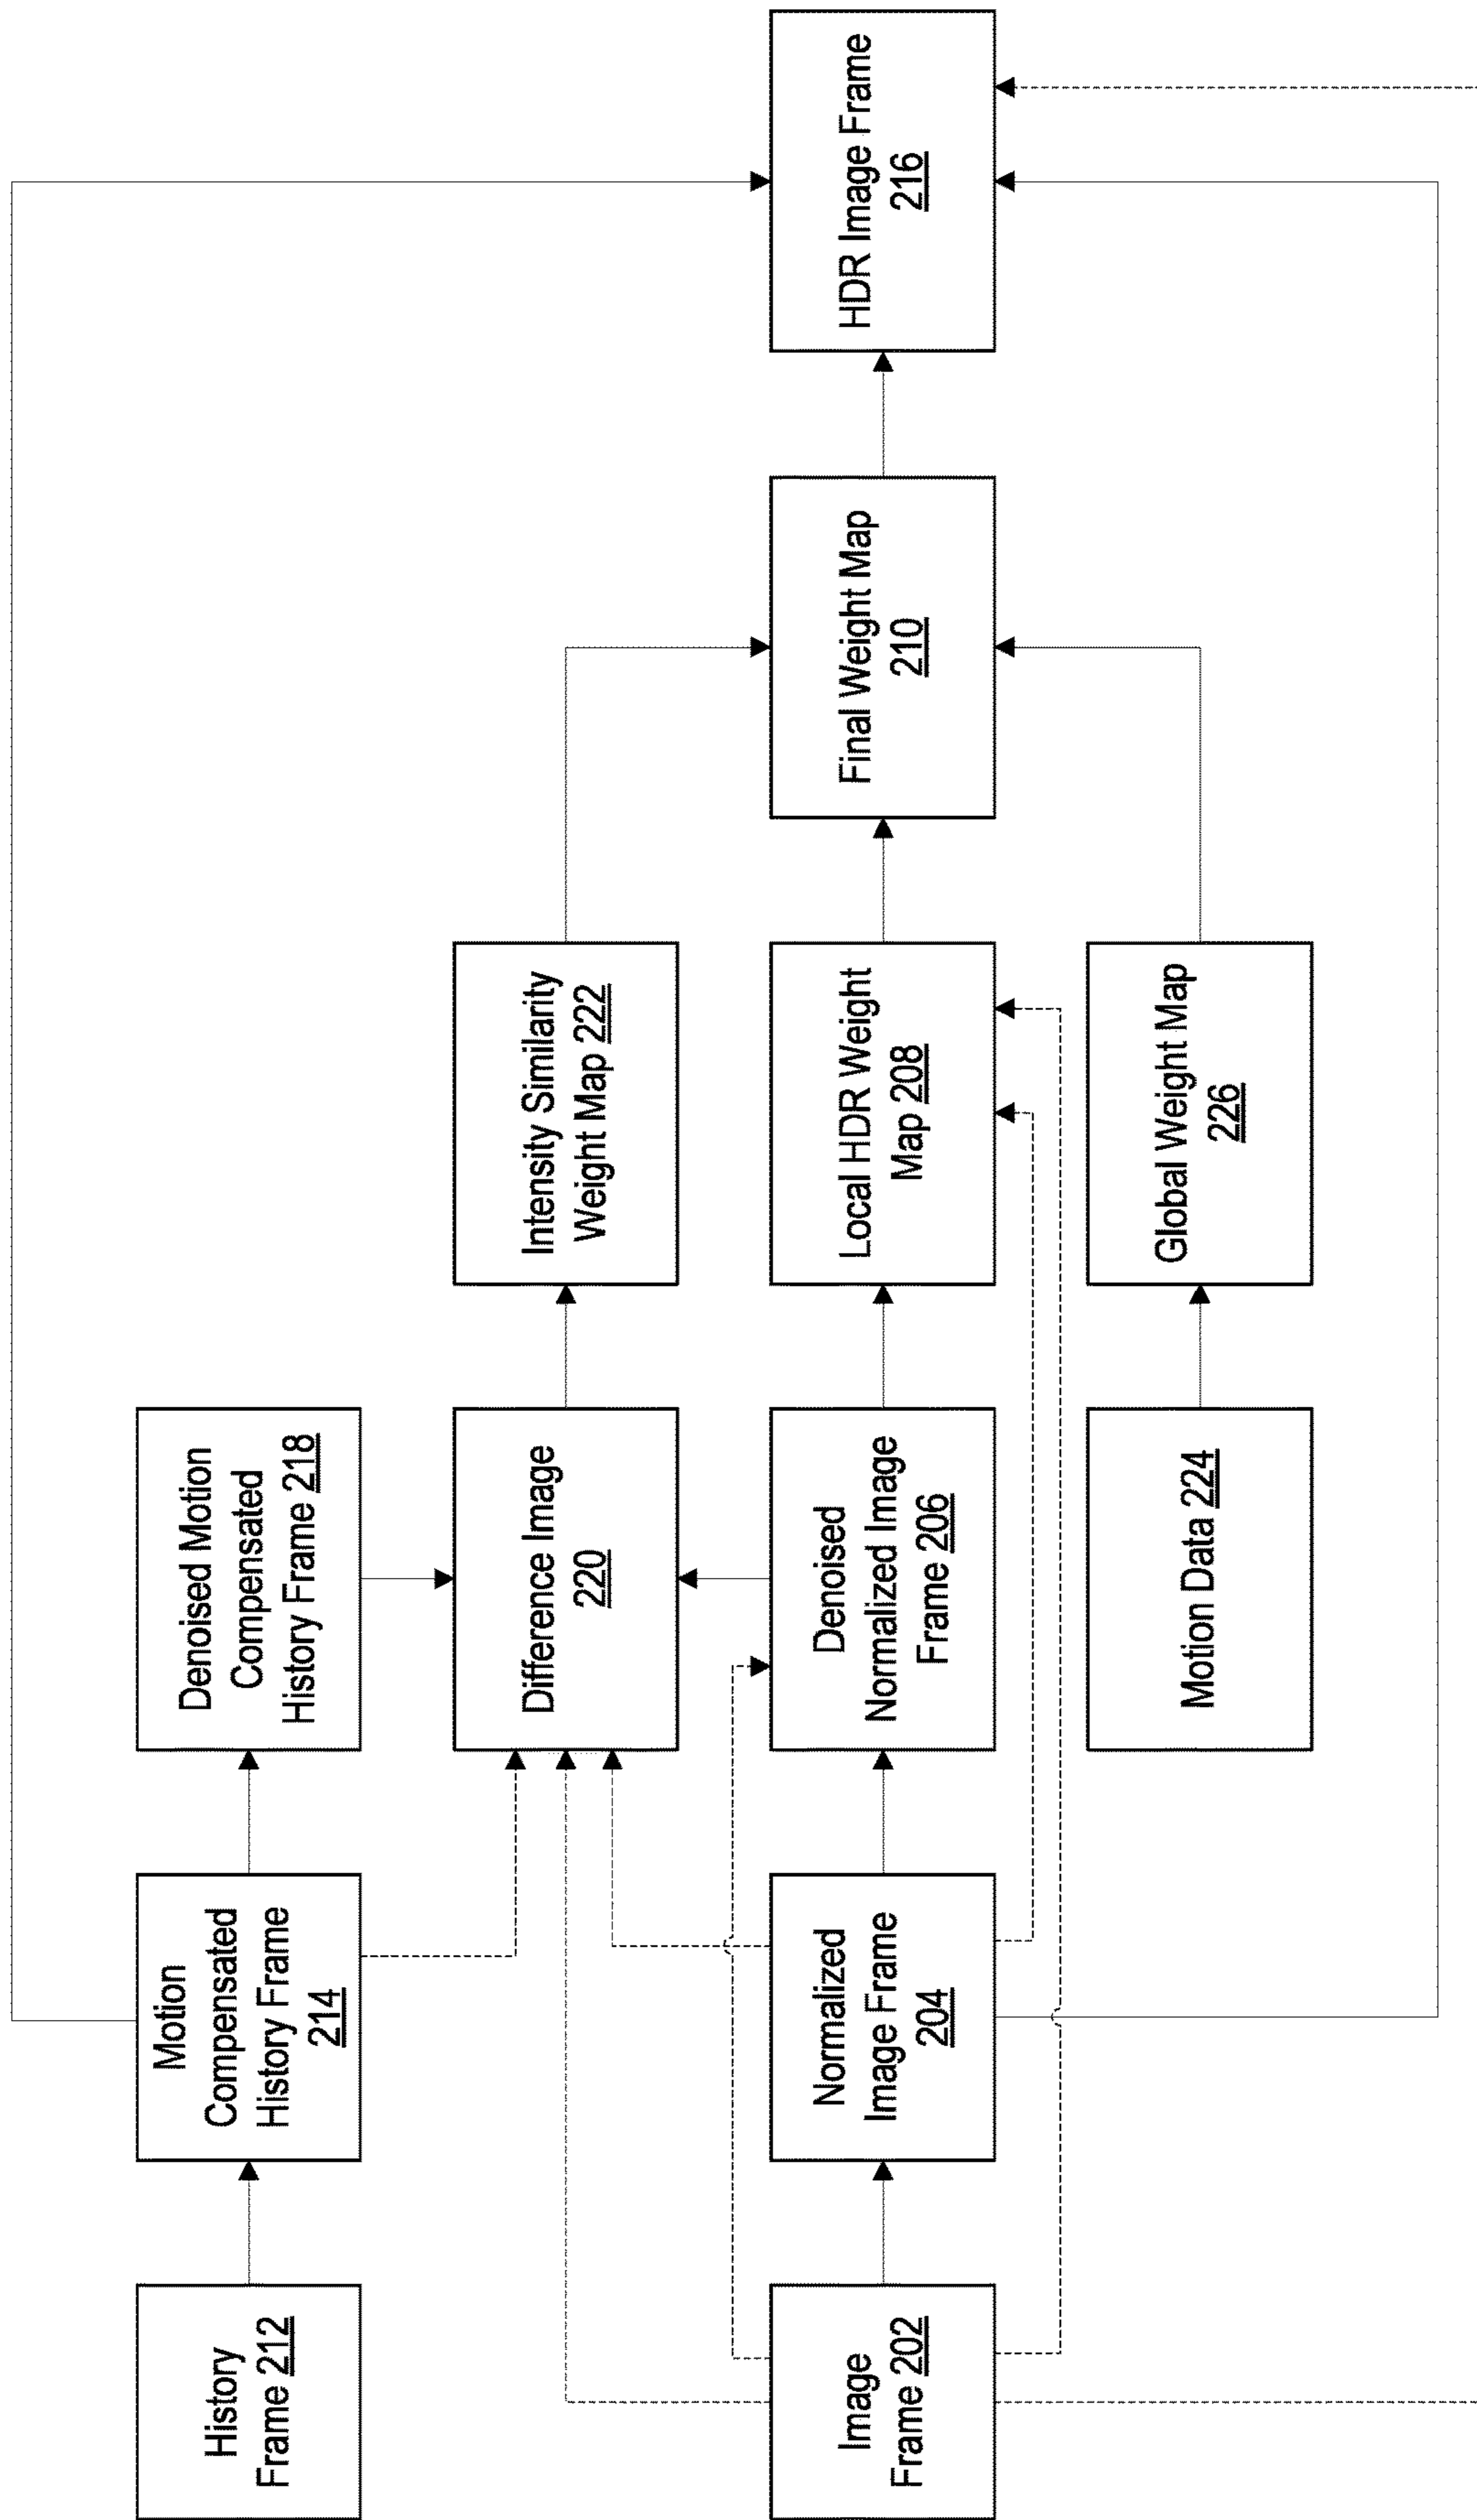 History
Frame 212
Motion
Compensated
History Frame
214
Denoised Motion
Compensated
History Frame 218
Difference Image
220
Intensity Similarity
Weight Map 222
Image
Frame 202
Normalized
Image Frame
204
Denoised
Normalized Image
Frame 206
Local HDR Weight
Map 208
Final Weight Map
210
HDR Image Frame
216
Motion Data 224
Global Weight Map
226